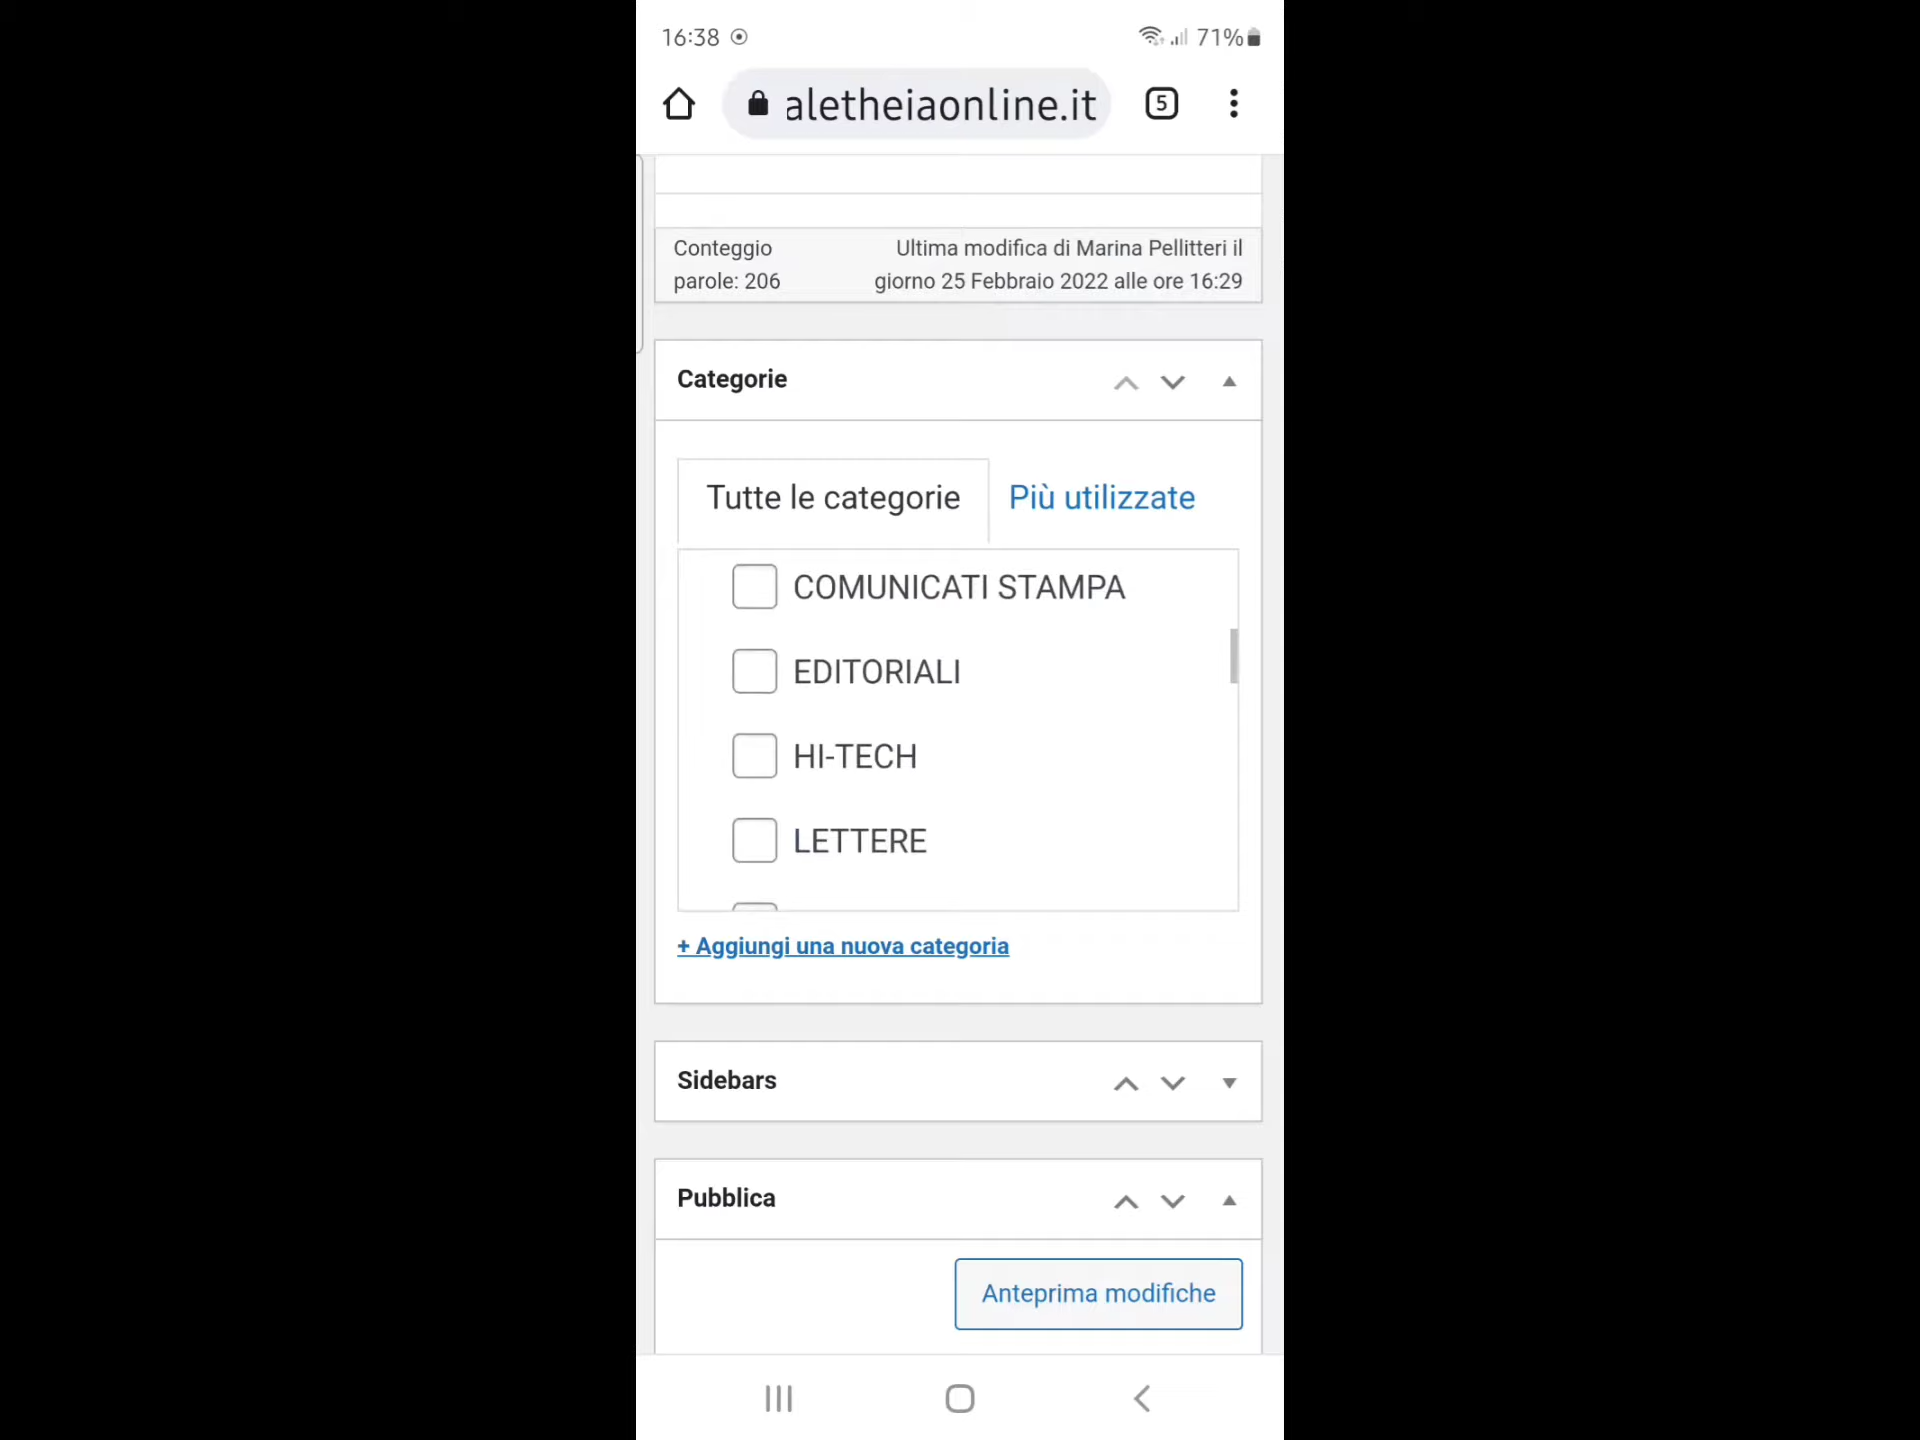 16:38
71%
aletheiaonline.it
5
Conteggio
parole: 206
Ultima modifica di Marina Pellitteri il
giorno 25 Febbraio 2022 alle ore 16:29
Categorie
Tutte le categorie
Più utilizzate
COMUNICATI STAMPA
EDITORIALI
HI-TECH
LETTERE
+ Aggiungi una nuova categoria
Sidebars
Pubblica
Anteprima modifiche